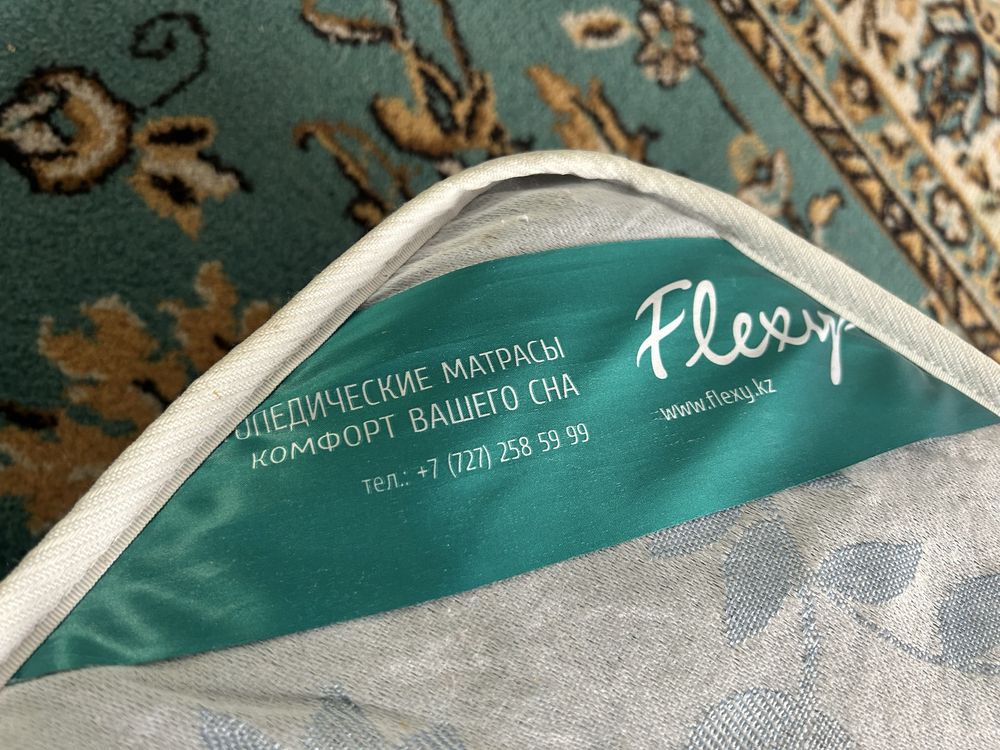 ОПЕДИЧЕСКИЕ МАТРАСЫ
КОМФОРТ ВАШЕГО СНА
тел.: +7 (727) 258 59 99
Flexy
www.flexy.kz